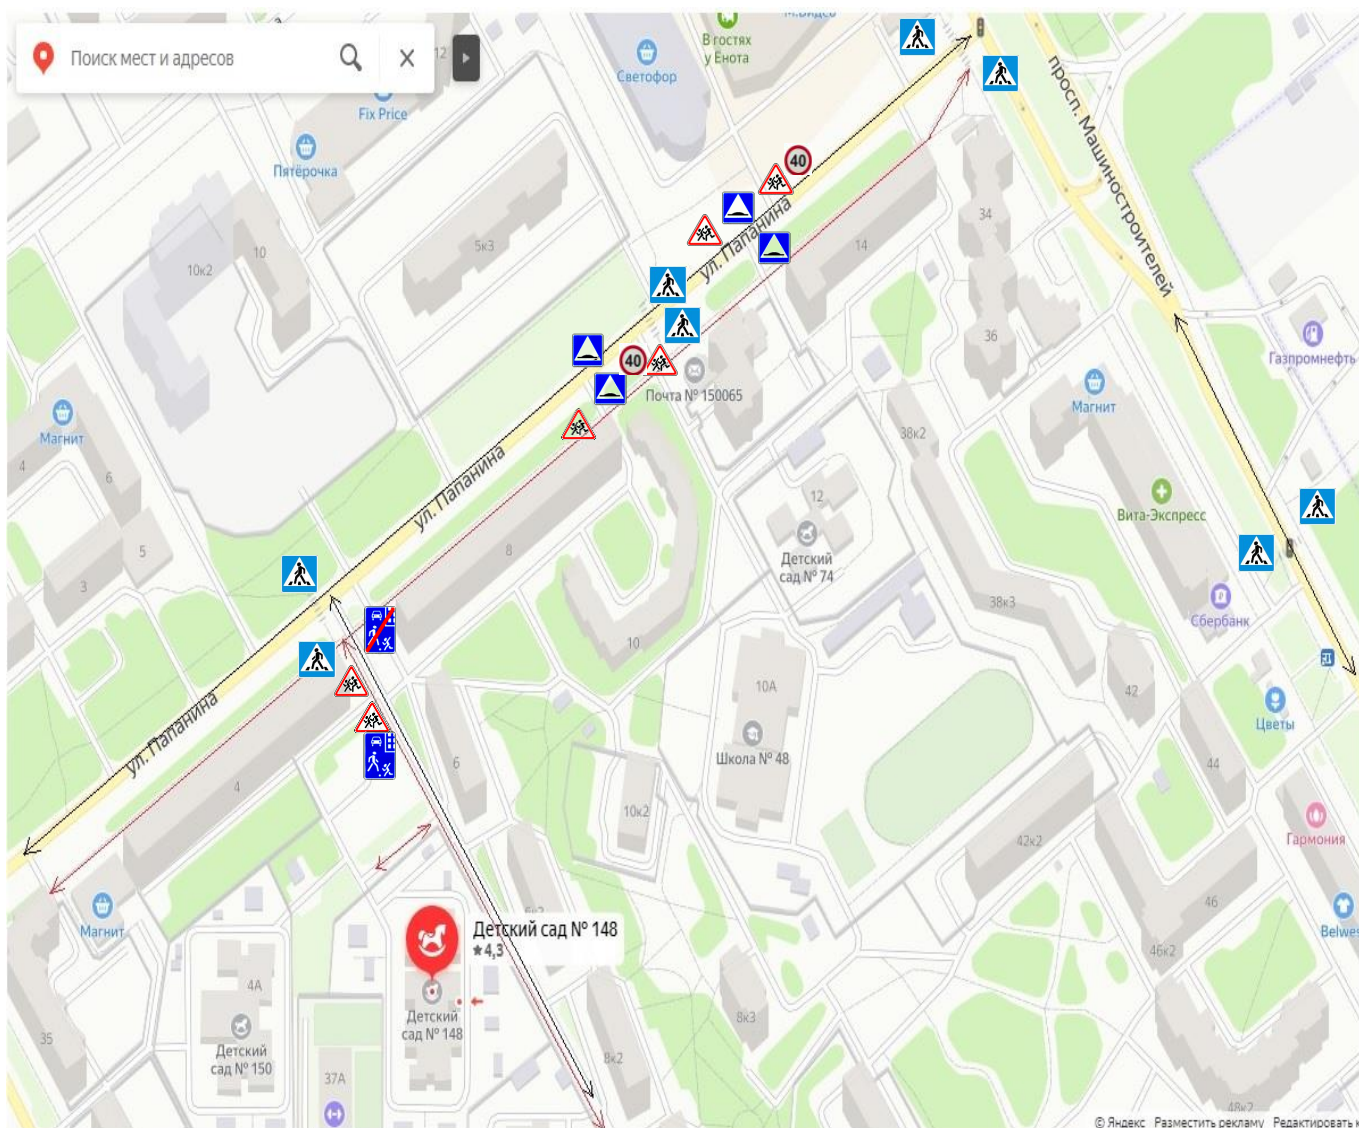 Поиск мест и адресов
12
М.Видео
В гостях
у Енота
Светофор
просп. Машиностроителей
Fix Price
Пятёрочка
40
ул. Папанина
34
5к3
14
10
10к2
36
Газпромнефть
40
Почта № 150065
Магнит
Магнит
38к2
4
6
ул. Папанина
12
Вита-Экспресс
5
8
Детский
сад № 74
3
38к3
Сбербанк
10
10А
42
ул. Папанина
Цветы
Школа № 48
6
44
4
10к2
Гармония
42к2
Магнит
6к2
Детский сад № 148
4,3
46
Belwes
46к2
4А
Детский
сад № 148
8к3
35
Детский
сад № 150
8к2
37А
48к2
© Яндекс Разместить рекламу Редактировать к